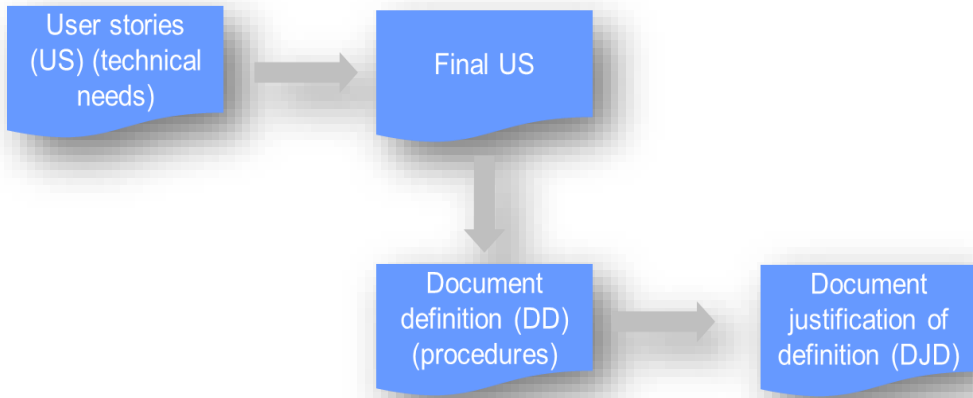 User stories
(US) (technical
needs)
Final US
Document
definition (DD)
(procedures)
Document
justification of
definition (DJD)